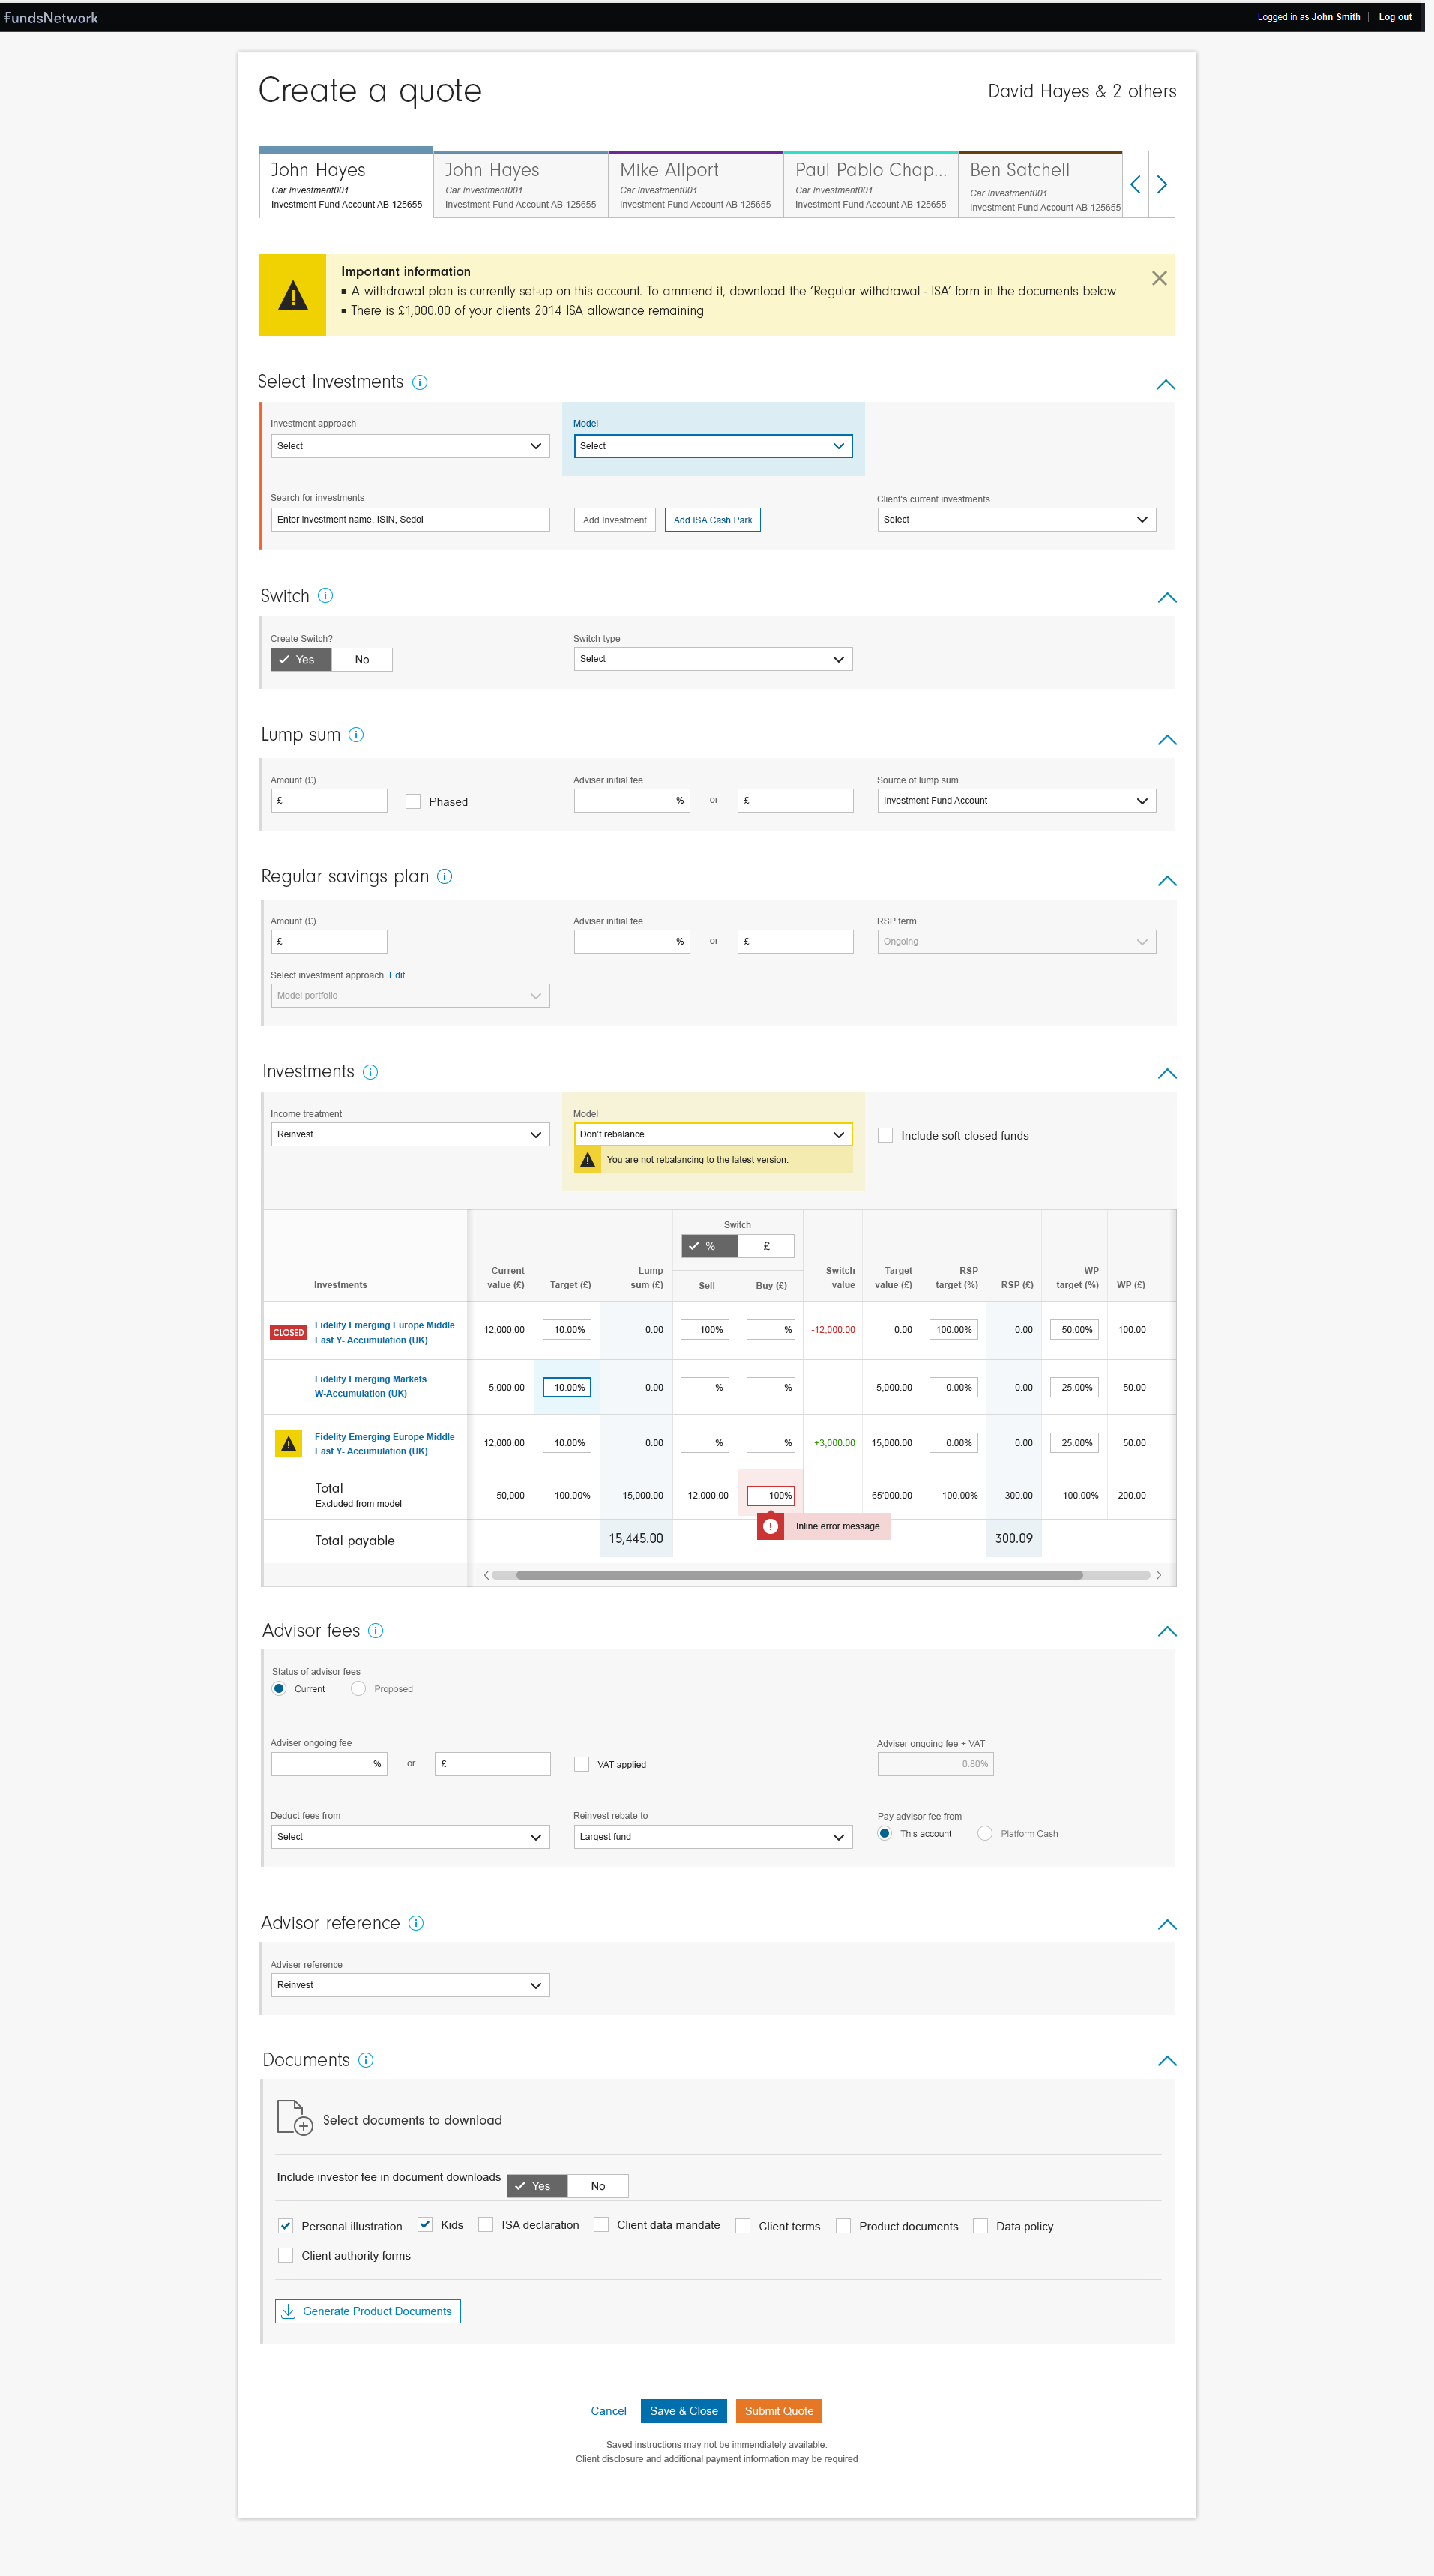 FundsNetwork
Logged in as John Smith | Log out
Create a quote
David Hayes & 2 others
John Hayes
Car Investment001
Investment Fund Account AB 125655
John Hayes
Car Investment001
Investment Fund Account AB 125655
Mike Allport
Car Investment001
Investment Fund Account AB 125655
Paul Pablo Chap...
Car Investment001
Investment Fund Account AB 125655
Ben Satchell
Car Investment001
Investment Fund Account AB 125655
Important information
▪ A withdrawal plan is currently set-up on this account. To ammend it, download the ‘Regular withdrawal - ISA’ form in the documents below
▪ There is £1,000.00 of your clients 2014 ISA allowance remaining
Select Investments
Investment approach
Select
Model
Select
Search for investments
Enter investment name, ISIN, Sedol
Add Investment
Add ISA Cash Park
Client's current investments
Select
Switch
Create Switch?
Yes No
Switch type
Select
Lump sum
Amount (£)
£
Phased
Adviser initial fee
% or £
Source of lump sum
Investment Fund Account
Regular savings plan
Amount (£)
£
Adviser initial fee
% or £
RSP term
Ongoing
Select investment approach Edit
Model portfolio
Investments
Income treatment
Reinvest
Model
Don't rebalance
You are not rebalancing to the latest version.
Include soft-closed funds
Switch
% £
Investments
Current
value (£)
Target (£)
Lump
sum (£)
Sell
Buy (£)
Switch
value
Target
value (£)
RSP
target (%)
RSP (£)
WP
target (%)
WP (£)
CLOSED
Fidelity Emerging Europe Middle
East Y- Accumulation (UK)
12,000.00 10.00% 0.00 100% % -12,000.00 0.00 100.00% 0.00 50.00% 100.00
Fidelity Emerging Markets
W-Accumulation (UK)
5,000.00 10.00% 0.00 % % 5,000.00 0.00% 0.00 25.00% 50.00
Fidelity Emerging Europe Middle
East Y- Accumulation (UK)
12,000.00 10.00% 0.00 % % +3,000.00 15,000.00 0.00% 0.00 25.00% 50.00
Total
Excluded from model
50,000 100.00% 15,000.00 12,000.00 100% 65'000.00 100.00% 300.00 100.00% 200.00
Inline error message
Total payable
15,445.00 300.09
Advisor fees
Status of advisor fees
Current Proposed
Adviser ongoing fee
% or £
VAT applied
Adviser ongoing fee + VAT
0.80%
Deduct fees from
Select
Reinvest rebate to
Largest fund
Pay advisor fee from
This account Platform Cash
Advisor reference
Adviser reference
Reinvest
Documents
Select documents to download
Include investor fee in document downloads Yes No
Personal illustration Kids ISA declaration Client data mandate Client terms Product documents Data policy
Client authority forms
Generate Product Documents
Cancel Save & Close Submit Quote
Saved instructions may not be immendiately available.
Client disclosure and additional payment information may be required